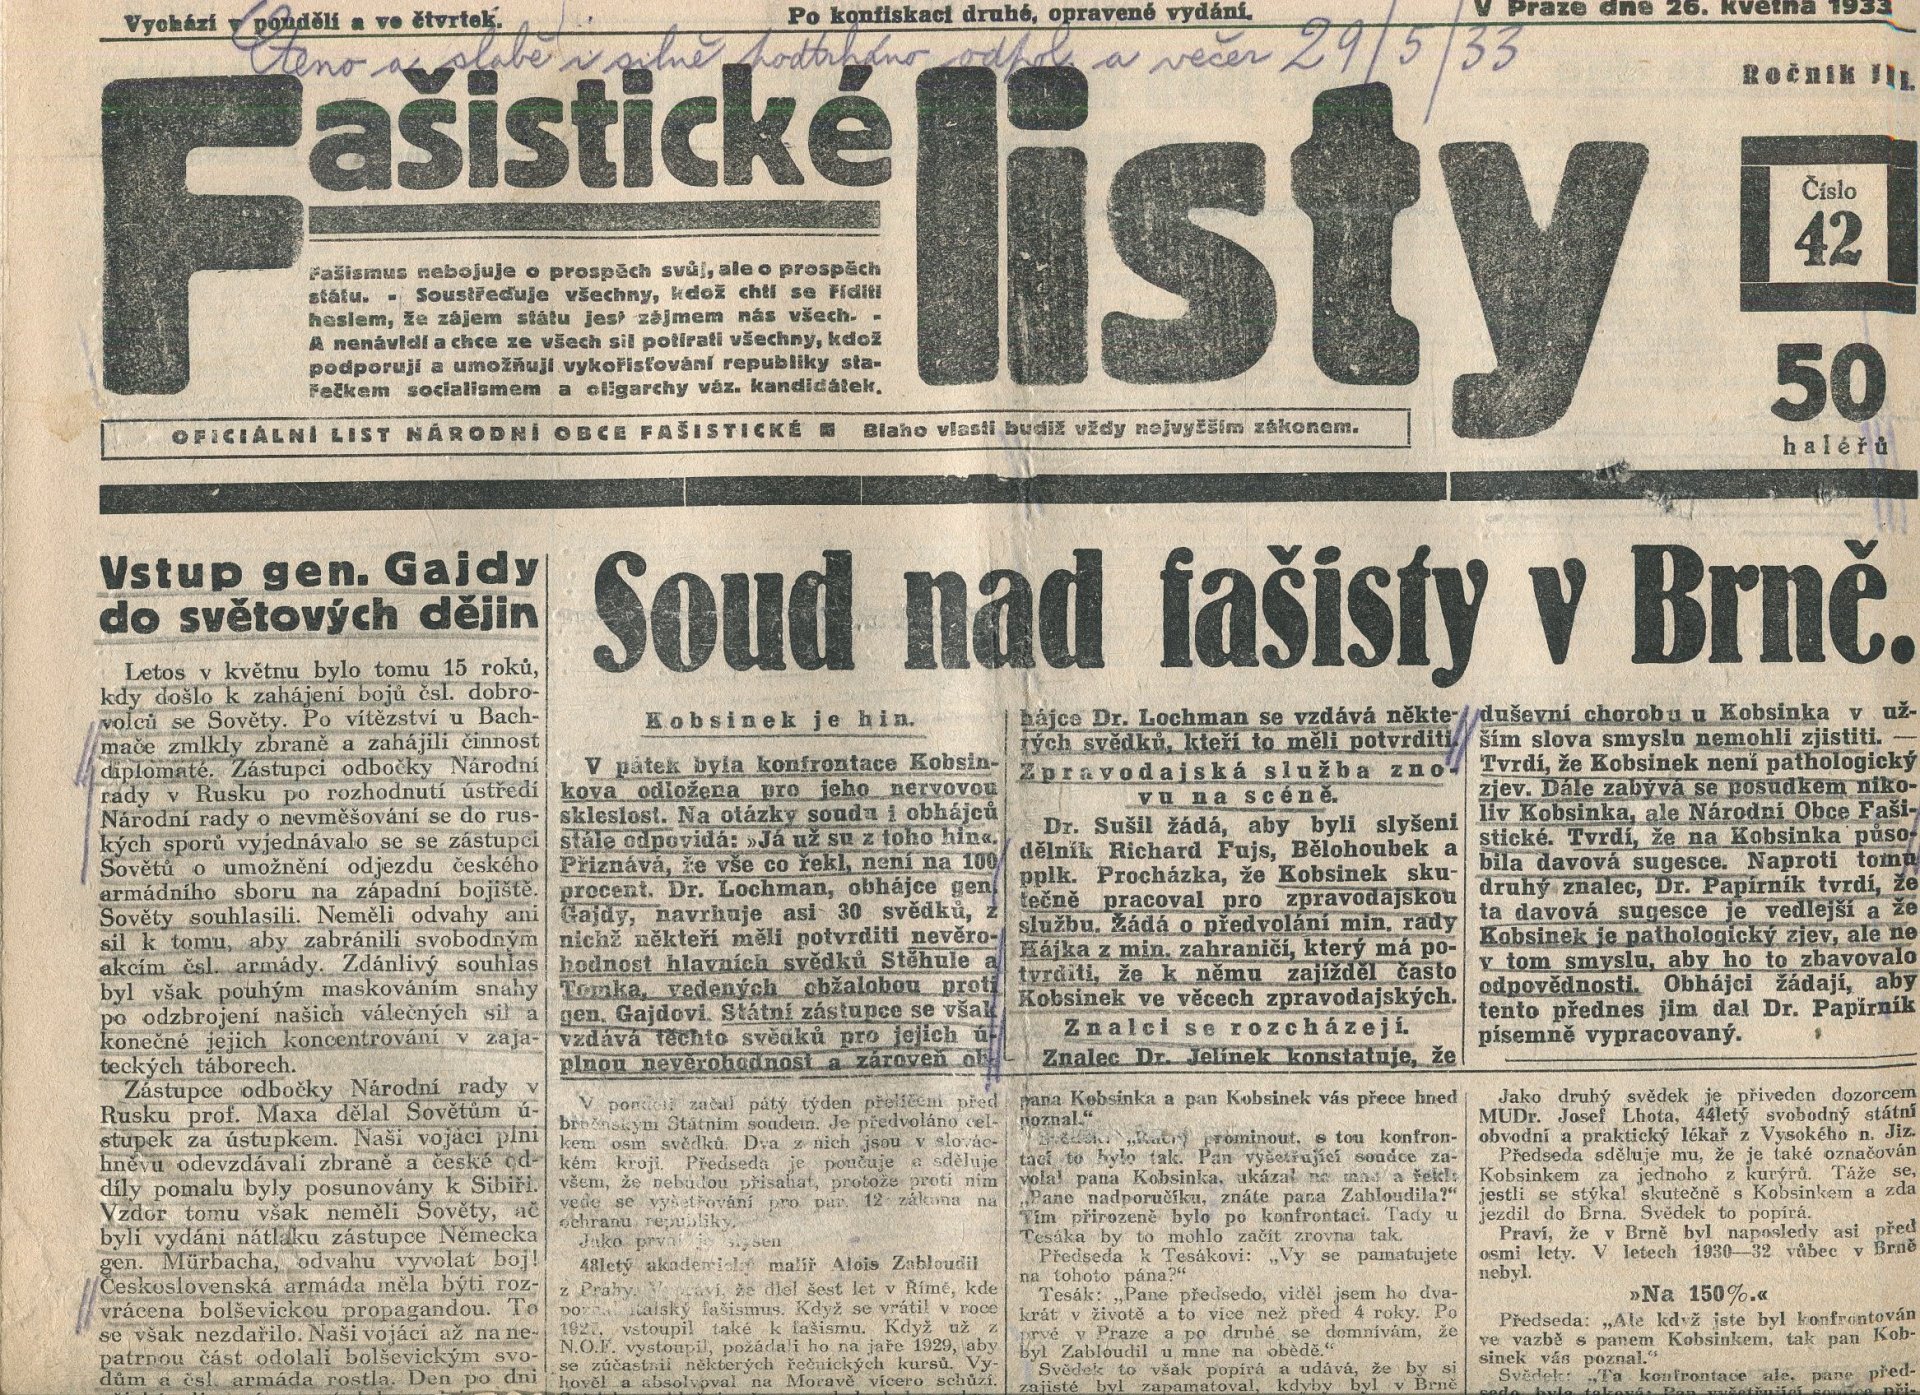 Vychází v pondělí a ve čtvrtek.
Po konfiskaci druhé, opravené vydání.
V Praze dne 26. května 1933
Čteno a slabě i silně podtrháno odpol. a večer 29/5/33
Ročník III.
Fašistické listy
Číslo
42
50
haléřů
Fašismus nebojuje o prospěch svůj, ale o prospěch
státu. - Soustřeďuje všechny, kdož chtí se říditi
heslem, že zájem státu jest zájmem nás všech. -
A nenávidí a chce ze všech sil potírati všechny, kdož
podporují a umožňují vykořisťování republiky sta-
řečkem socialismem a oligarchy váz. kandidátek.
OFICIÁLNÍ LIST NÁRODNÍ OBCE FAŠISTICKÉ ■ Blaho vlasti budiž vždy nejvyšším zákonem.
Vstup gen. Gajdy
do světových dějin
Letos v květnu bylo tomu 15 roků,
kdy došlo k zahájení bojů čsl. dobro-
volců se Sověty. Po vítězství u Bach-
mače zmlkly zbraně a zahájili činnost
diplomaté. Zástupci odbočky Národní
rady v Rusku po rozhodnutí ústředí
Národní rady o nevměšování se do rus-
kých sporů vyjednávalo se se zástupci
Sovětů o umožnění odjezdu českého
armádního sboru na západní bojiště.
Sověty souhlasili. Neměli odvahy ani
sil k tomu, aby zabránili svobodným
akcím čsl. armády. Zdánlivý souhlas
byl však pouhým maskováním snahy
po odzbrojení našich válečných sil a
konečné jejich koncentrování v zaja-
teckých táborech.
Zástupce odbočky Národní rady v
Rusku prof. Maxa dělal Sovětům ú-
stupek za ústupkem. Naši vojáci plni
hněvu odevzdávali zbraně a české od-
díly pomalu byly posunovány k Sibiři.
Vzdor tomu však neměli Sověty, ač
byli vydáni nátlaku zástupce Německa
gen. Mürbacha, odvahu vyvolat boj!
Československá armáda měla býti roz-
vrácena bolševickou propagandou. To
se však nezdařilo. Naši vojáci až na ne-
patrnou část odolali bolševickým svo-
dům a čsl. armáda rostla. Den po dni
Soud nad fašisty v Brně.
Kobsinek je hin.
V pátek byla konfrontace Kobsin-
kova odložena pro jeho nervovou
skleslost. Na otázky soudu i obhájců
stále odpovídá: »Já už su z toho hin«.
Přiznává, že vše co řekl, není na 100
procent. Dr. Lochman, obhájce gen.
Gajdy, navrhuje asi 30 svědků, z
nichž někteří měli potvrditi nevěro-
hodnost hlavních svědků Stěhule a
Tomka, vedených obžalobou proti
gen. Gajdovi. Státní zástupce se však
vzdává těchto svědků pro jejich ú-
plnou nevěrohodnost a zároveň ob-
hájce Dr. Lochman se vzdává někte-
rých svědků, kteří to měli potvrditi.
Zpravodajská služba zno-
vu na scéně.
Dr. Sušil žádá, aby byli slyšeni
dělník Richard Fujs, Bělohoubek a
pplk. Procházka, že Kobsinek sku-
tečně pracoval pro zpravodajskou
službu. Žádá o předvolání min. rady
Hájka z min. zahraničí, který má po-
tvrditi, že k němu zajížděl často
Kobsinek ve věcech zpravodajských.
Znalci se rozcházejí.
Znalec Dr. Jelínek konstatuje, že
duševní chorobu u Kobsinka v už-
ším slova smyslu nemohli zjistiti. —
Tvrdí, že Kobsinek není pathologický
zjev. Dále zabývá se posudkem niko-
liv Kobsinka, ale Národní Obce Faši-
stické. Tvrdí, že na Kobsinka půso-
bila davová sugesce. Naproti tomu
druhý znalec, Dr. Papírník tvrdí, že
ta davová sugesce je vedlejší a že
Kobsinek je pathologický zjev, ale ne
v tom smyslu, aby ho to zbavovalo
odpovědnosti. Obhájci žádají, aby
tento přednes jim dal Dr. Papírník
písemně vypracovaný.
V pondělí začal pátý týden přelíčení před
brněnským Státním soudem. Je předvoláno cel-
kem osm svědků. Dva z nich jsou v slovác-
kém kroji. Předseda je poučuje a sděluje
všem, že nebudou přisahat, protože proti nim
vede se vyšetřování pro par. 12 zákona na
ochranu republiky.
Jako první je slyšen
48letý akademický malíř Alois Zabloudil
z Prahy. Vypráví, že dlel šest let v Římě, kde
poznal italský fašismus. Když se vrátil v roce
1927, vstoupil také k fašismu. Když už z
N.O.F. vystoupil, požádali ho na jaře 1929, aby
se zúčastnil některých řečnických kursů. Vy-
hověl a absolvoval na Moravě vícero schůzí.
pana Kobsinka a pan Kobsinek vás přece hned
poznal.“
Svědek: „Račej prominout, s tou konfron-
tací to bylo tak. Pan vyšetřující soudce za-
volal pana Kobsinka, ukázal na mne a řekl:
„Pane nadporučíku, znáte pana Zabloudila?“
Tím přirozeně bylo po konfrontaci. Tady u
Tesáka by to mohlo začít zrovna tak.
Předseda k Tesákovi: „Vy se pamatujete
na tohoto pána?“
Tesák: „Pane předsedo, viděl jsem ho dva-
krát v životě a to více než před 4 roky. Po
prvé v Praze a po druhé se domnívám, že
byl Zabloudil u mne na obědě.“
Svědek to však popírá a udává, že by si
zajisté byl zapamatoval, kdyby byl v Brně
Jako druhý svědek je přiveden dozorcem
MUDr. Josef Lhota, 44letý svobodný státní
obvodní a praktický lékař z Vysokého n. Jiz.
Předseda sděluje mu, že je také označován
Kobsinkem za jednoho z kurýrů. Táže se,
jestli se stýkal skutečně s Kobsinkem a zda
jezdil do Brna. Svědek to popírá.
Praví, že v Brně byl naposledy asi před
osmi lety. V letech 1930—32 vůbec v Brně
nebyl.
»Na 150%.«
Předseda: „Ale když jste byl konfrontován
ve vazbě s panem Kobsinkem, tak pan Kob-
sinek vás poznal.“
Svědek: „Ta konfrontace ale, pane před-